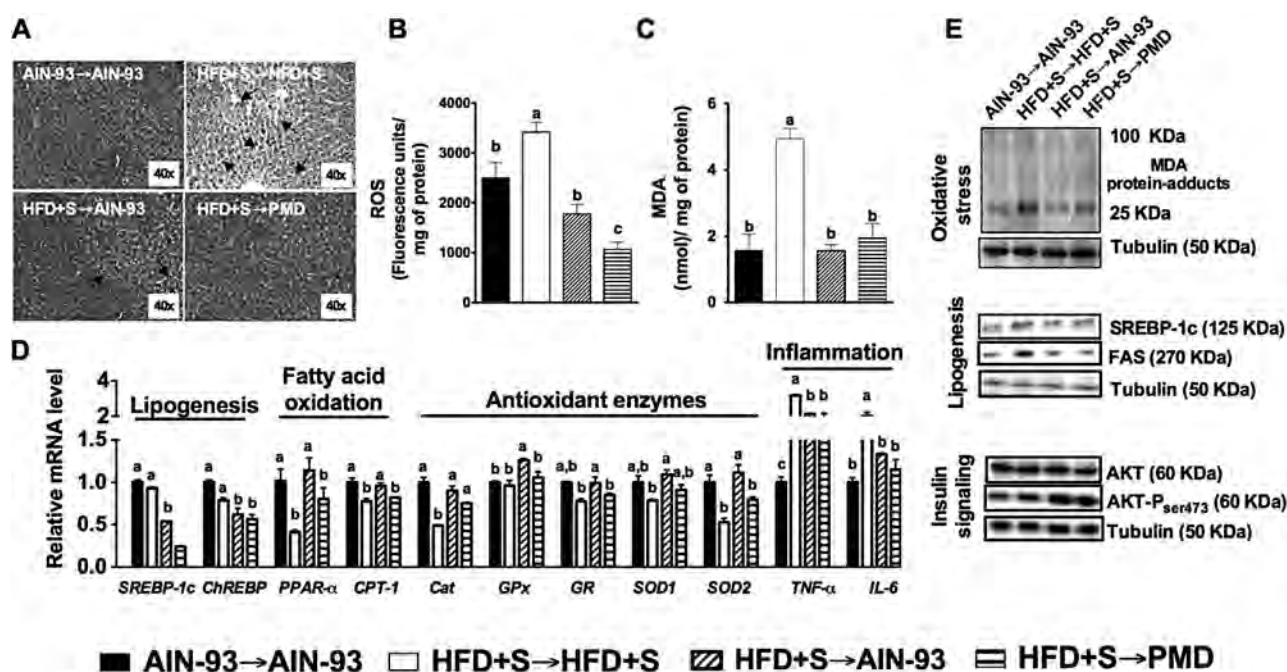 A
AIN-93→AIN-93
HFD+S→HFD+S
40x
40x
HFD+S→AIN-93
HFD+S→PMD
40x
40x
B
ROS
(Fluorescence units/
mg of protein)
4000
3000
2000
1000
0
b
a
b
c
C
MDA
(nmol)/ mg of protein)
6
4
2
0
b
a
b
b
D
Relative mRNA level
4
2
1.5
1.0
0.5
0.0
Lipogenesis
Fatty acid
oxidation
Antioxidant enzymes
Inflammation
a a b
a a b b
a b a b
a b a b
a b a a
b b a b
a,b b a b
a,b b a a,b
a b a b
c a b b
b a b b
SREBP-1c ChREBP PPAR-α CPT-1 Cat GPx GR SOD1 SOD2 TNF-α IL-6
E
AIN-93→AIN-93
HFD+S→HFD+S
HFD+S→AIN-93
HFD+S→PMD
Oxidative
stress
100 KDa
MDA
protein-adducts
25 KDa
Tubulin (50 KDa)
Lipogenesis
SREBP-1c (125 KDa)
FAS (270 KDa)
Tubulin (50 KDa)
Insulin
signaling
AKT (60 KDa)
AKT-Pser473 (60 KDa)
Tubulin (50 KDa)
AIN-93→AIN-93 HFD+S→HFD+S HFD+S→AIN-93 HFD+S→PMD